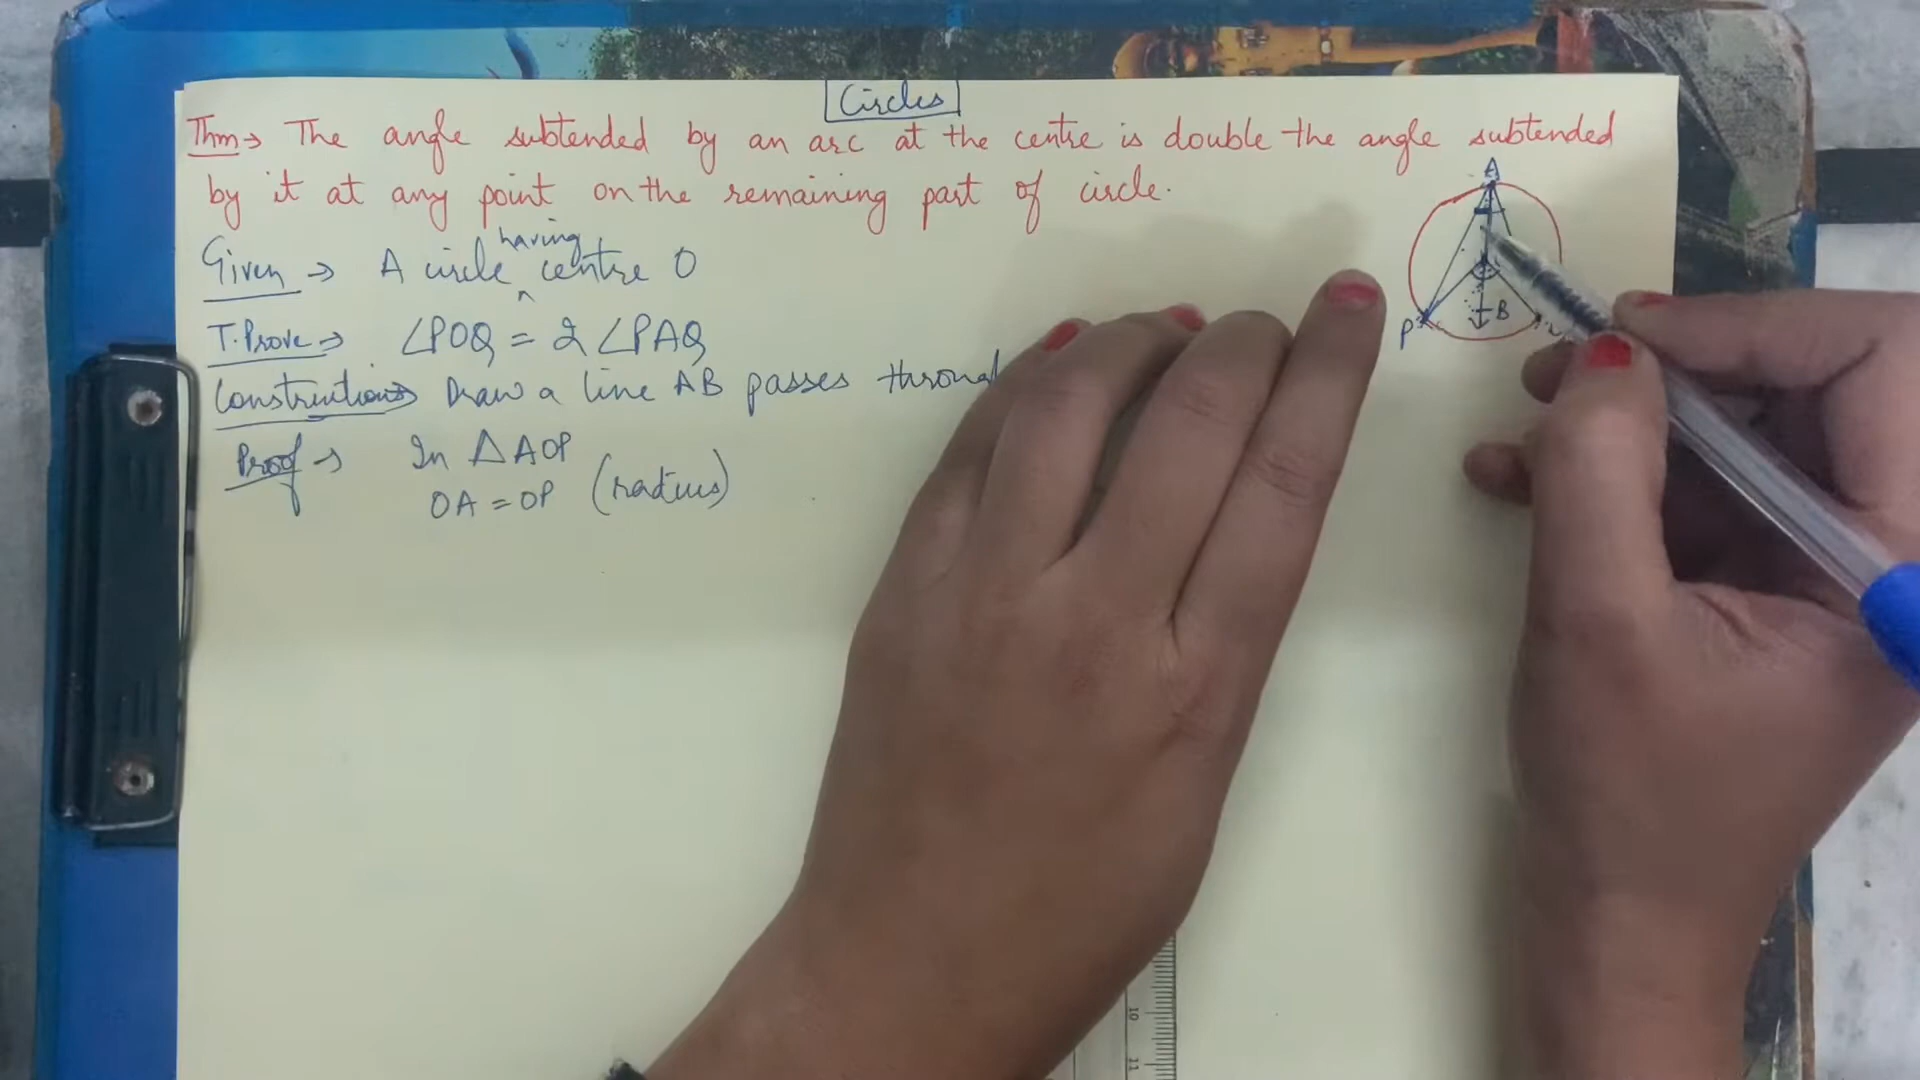 Circles
Thm→ The angle subtended by an arc at the centre is double the angle subtended
by it at any point on the remaining part of circle.
Given → A circle having centre O
T.Prove → ∠POQ = 2 ∠PAQ
Construction→ Draw a line AB passes
Proof → In △AOP
OA = OP (radius)
A
B
P
10
11